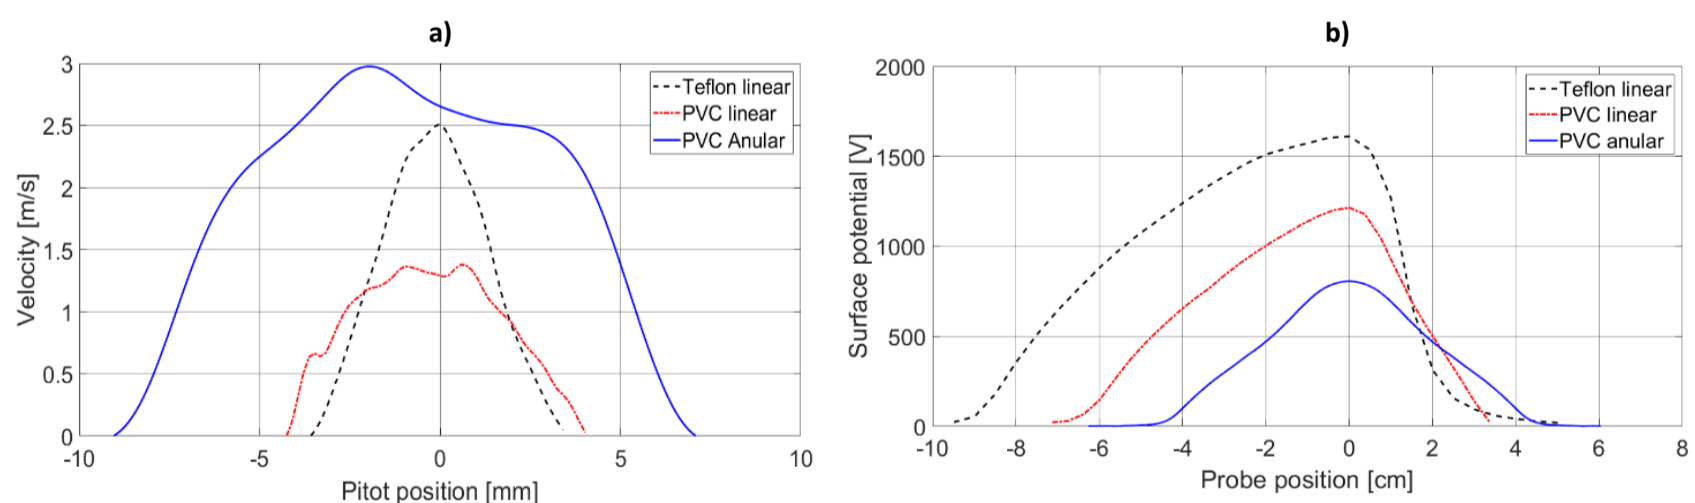 a)
3
2.5
2
1.5
1
0.5
0
-10
-5
0
5
10
Velocity [m/s]
Pitot position [mm]
Teflon linear
PVC linear
PVC Anular
b)
2000
1500
1000
500
0
-10
-8
-6
-4
-2
0
2
4
6
8
Surface potential [V]
Probe position [cm]
Teflon linear
PVC linear
PVC anular